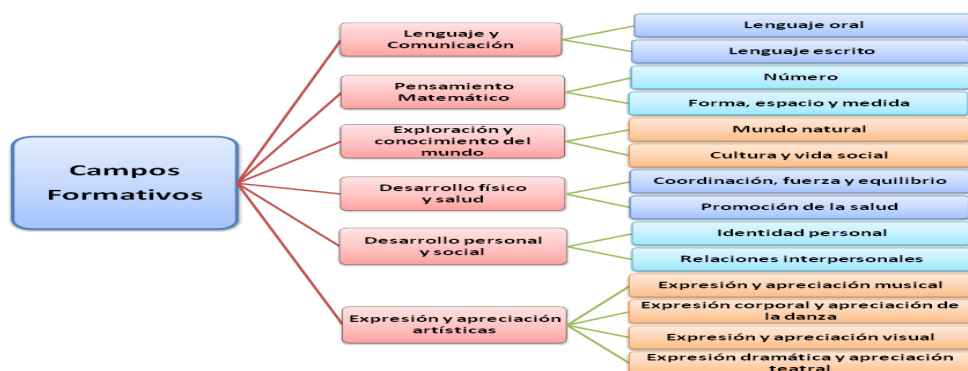 Campos
Formativos
Lenguaje y
Comunicación
Lenguaje oral
Lenguaje escrito
Pensamiento
Matemático
Número
Forma, espacio y medida
Exploración y
conocimiento del
mundo
Mundo natural
Cultura y vida social
Desarrollo físico
y salud
Coordinación, fuerza y equilibrio
Promoción de la salud
Desarrollo personal
y social
Identidad personal
Relaciones interpersonales
Expresión y apreciación
artísticas
Expresión y apreciación musical
Expresión corporal y apreciación de
la danza
Expresión y apreciación visual
Expresión dramática y apreciación
teatral